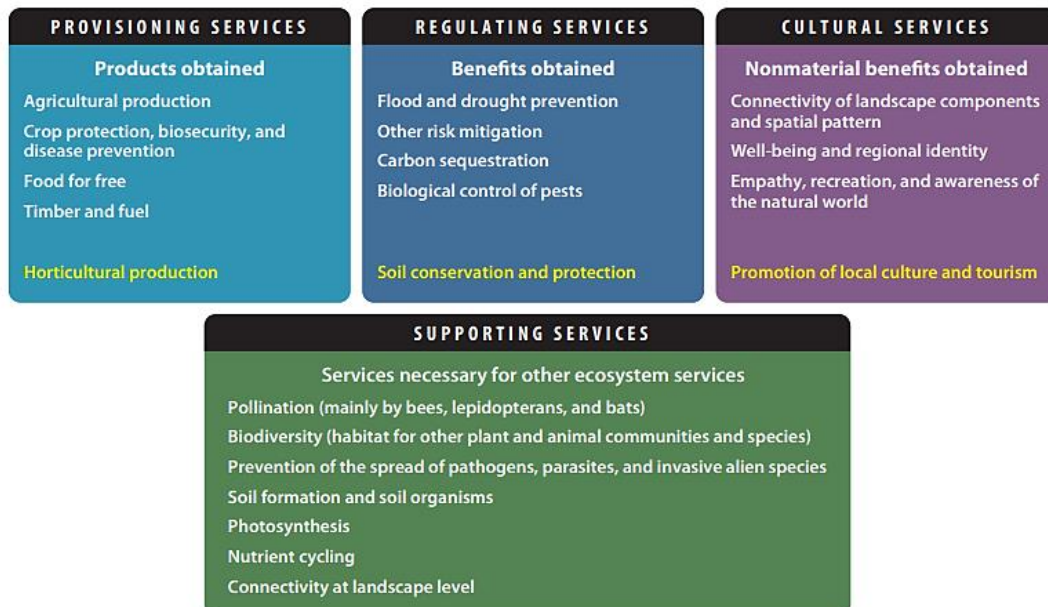 PROVISIONING SERVICES
Products obtained
Agricultural production
Crop protection, biosecurity, and
disease prevention
Food for free
Timber and fuel
Horticultural production
REGULATING SERVICES
Benefits obtained
Flood and drought prevention
Other risk mitigation
Carbon sequestration
Biological control of pests
Soil conservation and protection
CULTURAL SERVICES
Nonmaterial benefits obtained
Connectivity of landscape components
and spatial pattern
Well-being and regional identity
Empathy, recreation, and awareness of
the natural world
Promotion of local culture and tourism
SUPPORTING SERVICES
Services necessary for other ecosystem services
Pollination (mainly by bees, lepidopterans, and bats)
Biodiversity (habitat for other plant and animal communities and species)
Prevention of the spread of pathogens, parasites, and invasive alien species
Soil formation and soil organisms
Photosynthesis
Nutrient cycling
Connectivity at landscape level